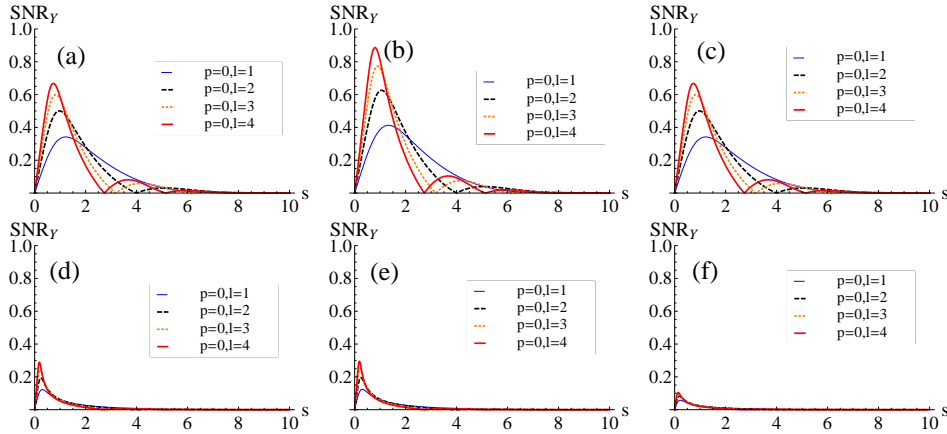 SNR_Y SNR_Y SNR_Y
1.0 1.0 1.0
(a) (b) (c)
0.8 0.8 0.8
p=0,l=1 p=0,l=1 p=0,l=1
p=0,l=2 p=0,l=2 p=0,l=2
p=0,l=3 p=0,l=3 p=0,l=3
p=0,l=4 p=0,l=4 p=0,l=4
0.6 0.6 0.6
0.4 0.4 0.4
0.2 0.2 0.2
s s s
0 2 4 6 8 10 0 2 4 6 8 10 0 2 4 6 8 10
SNR_Y SNR_Y SNR_Y
1.0 1.0 1.0
(d) (e) (f)
0.8 0.8 0.8
p=0,l=1 p=0,l=1 p=0,l=1
p=0,l=2 p=0,l=2 p=0,l=2
p=0,l=3 p=0,l=3 p=0,l=3
p=0,l=4 p=0,l=4 p=0,l=4
0.6 0.6 0.6
0.4 0.4 0.4
0.2 0.2 0.2
s s s
0 2 4 6 8 10 0 2 4 6 8 10 0 2 4 6 8 10